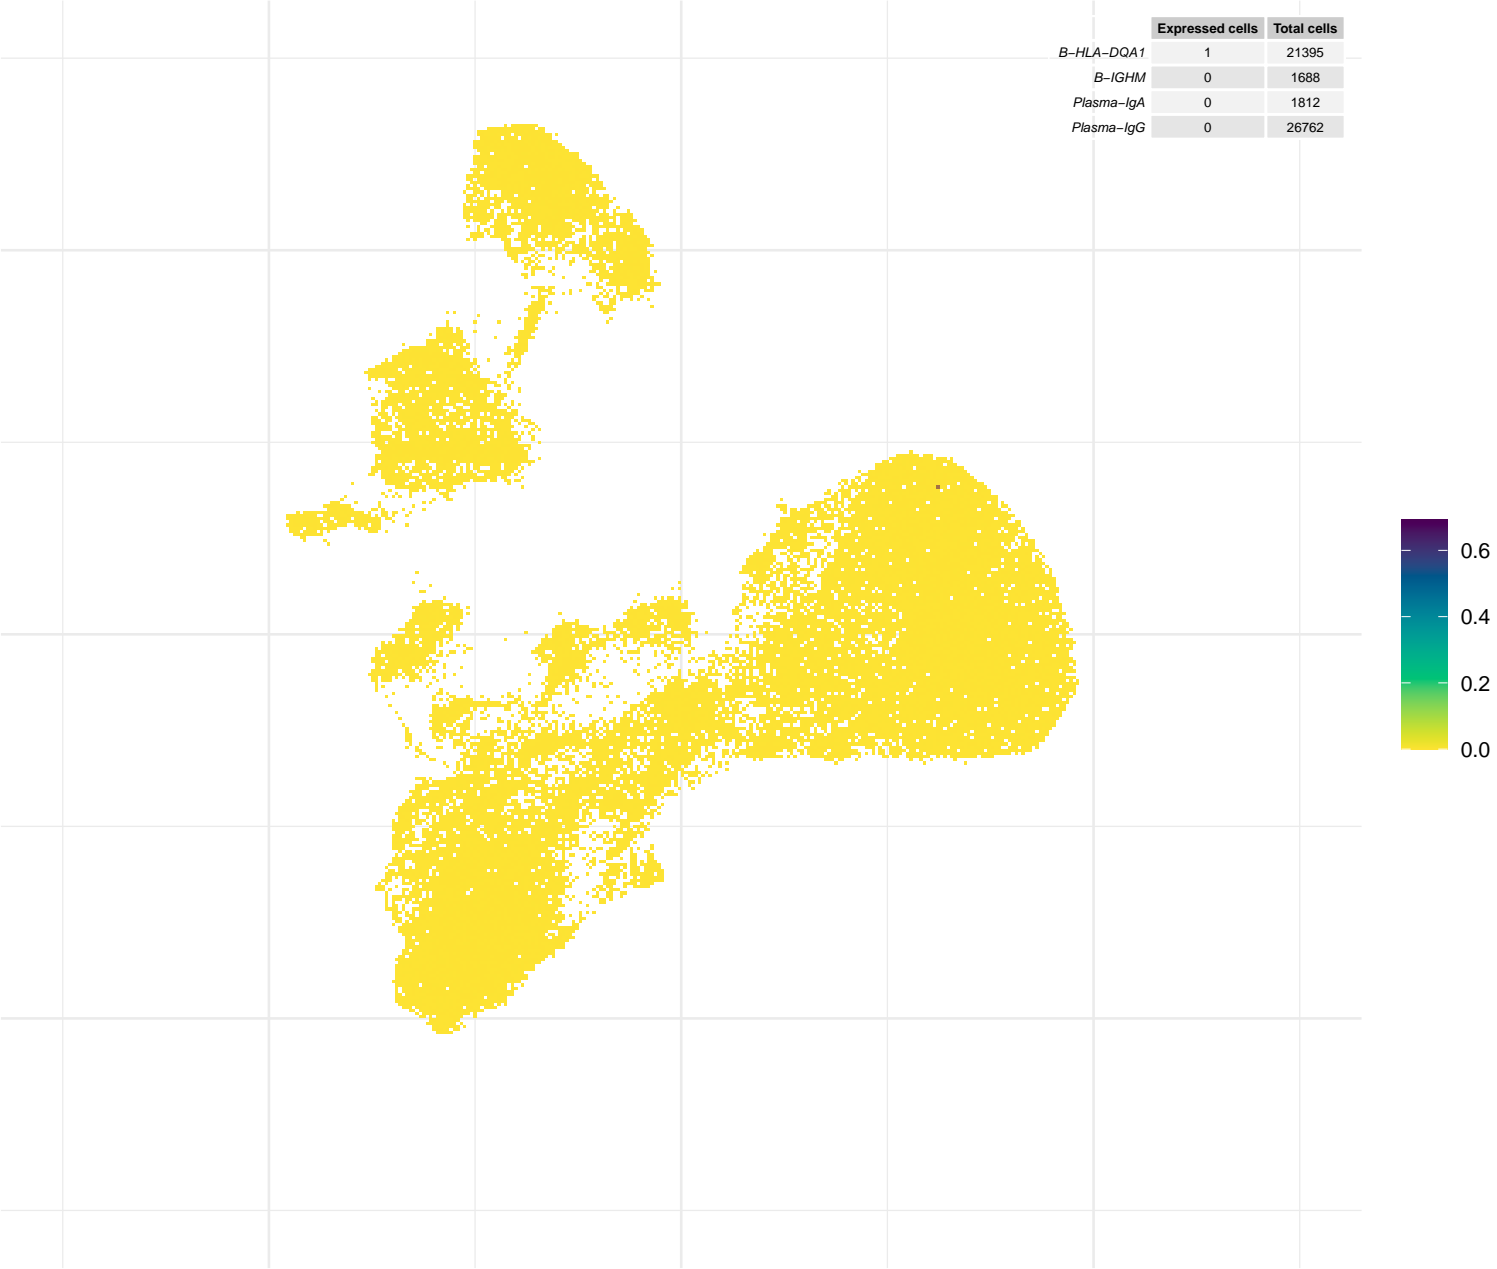 Expressed cells Total cells
B−HLA−DQA1 1 21395
B−IGHM 0 1688
Plasma−IgA 0 1812
Plasma−IgG 0 26762
0.6
0.4
0.2
0.0